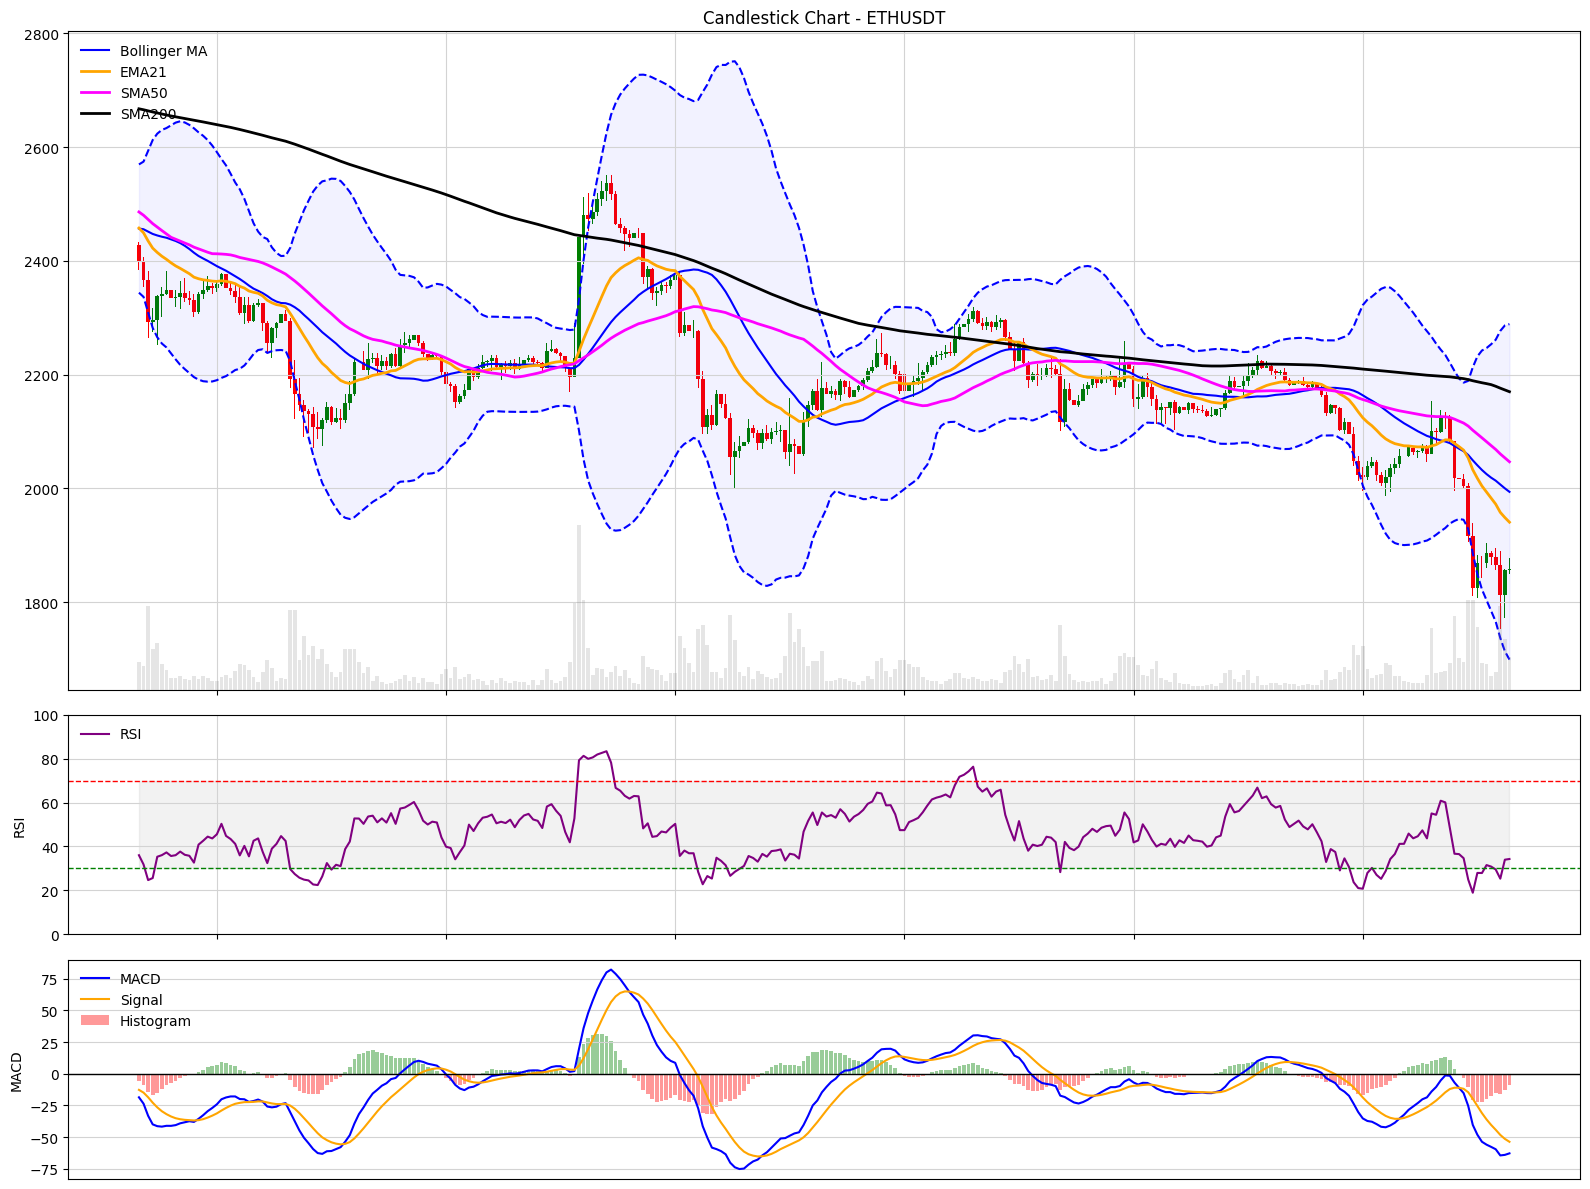 Candlestick Chart - ETHUSDT
2800
Bollinger MA
EMA21
SMA50
SMA200
2600
2400
2200
2000
1800
100
RSI
80
60
RSI
40
20
0
MACD
75
Signal
50
Histogram
25
0
MACD
−25
−50
−75